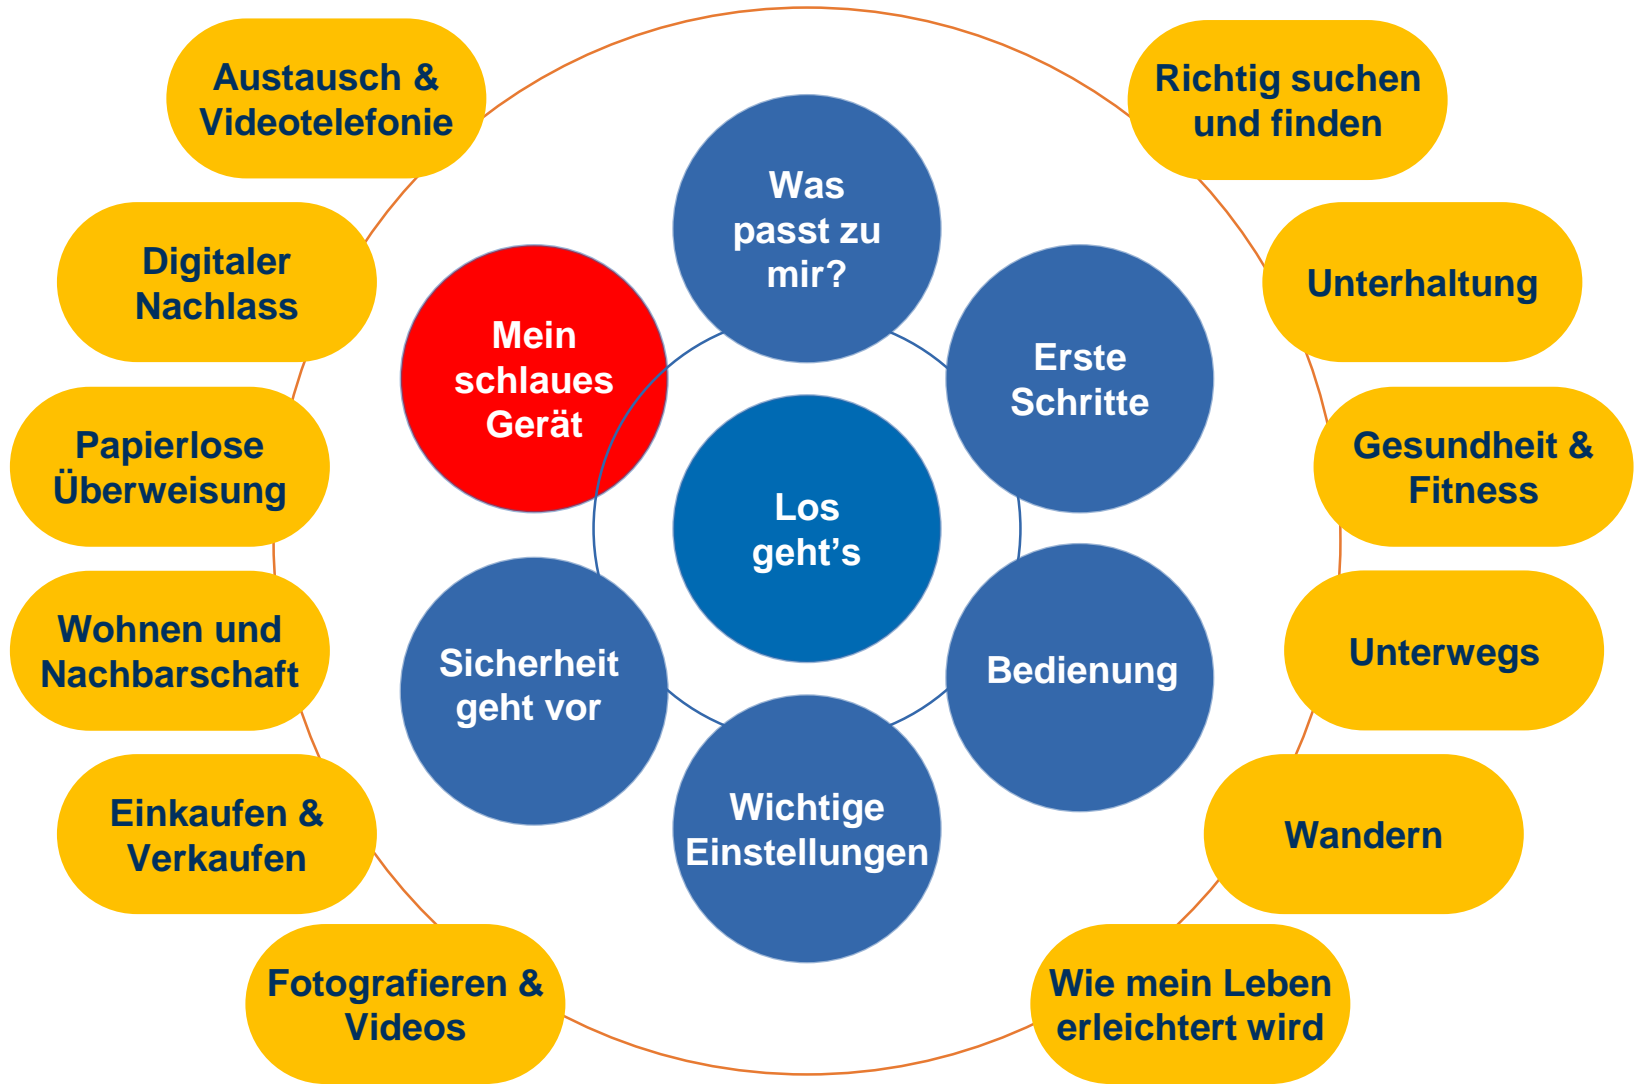 Austausch &
Videotelefonie
Richtig suchen
und finden
Was
passt zu
mir?
Digitaler
Nachlass
Unterhaltung
Mein
schlaues
Gerät
Erste
Schritte
Papierlose
Überweisung
Gesundheit &
Fitness
Los
geht’s
Wohnen und
Nachbarschaft
Unterwegs
Sicherheit
geht vor
Bedienung
Einkaufen &
Verkaufen
Wichtige
Einstellungen
Wandern
Fotografieren &
Videos
Wie mein Leben
erleichtert wird